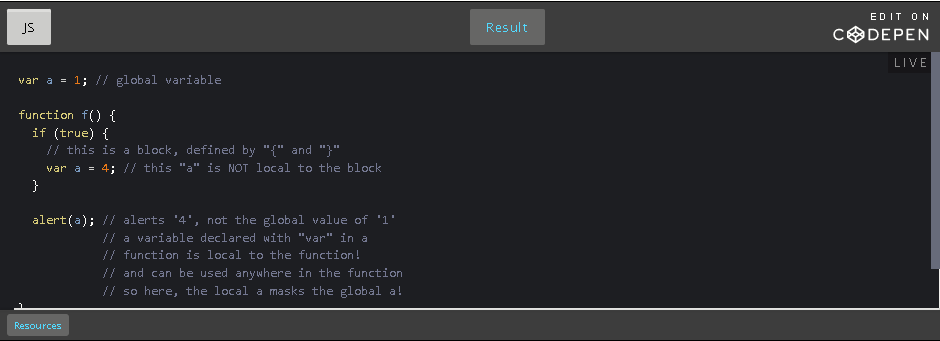 JS
Result
EDIT ON
CODEPEN
LIVE
var a = 1; // global variable
function f() {
  if (true) {
    // this is a block, defined by "{" and "}"
    var a = 4; // this "a" is NOT local to the block
  }
  alert(a); // alerts '4', not the global value of '1'
            // a variable declared with "var" in a
            // function is local to the function!
            // and can be used anywhere in the function
            // so here, the local a masks the global a!
}
Resources